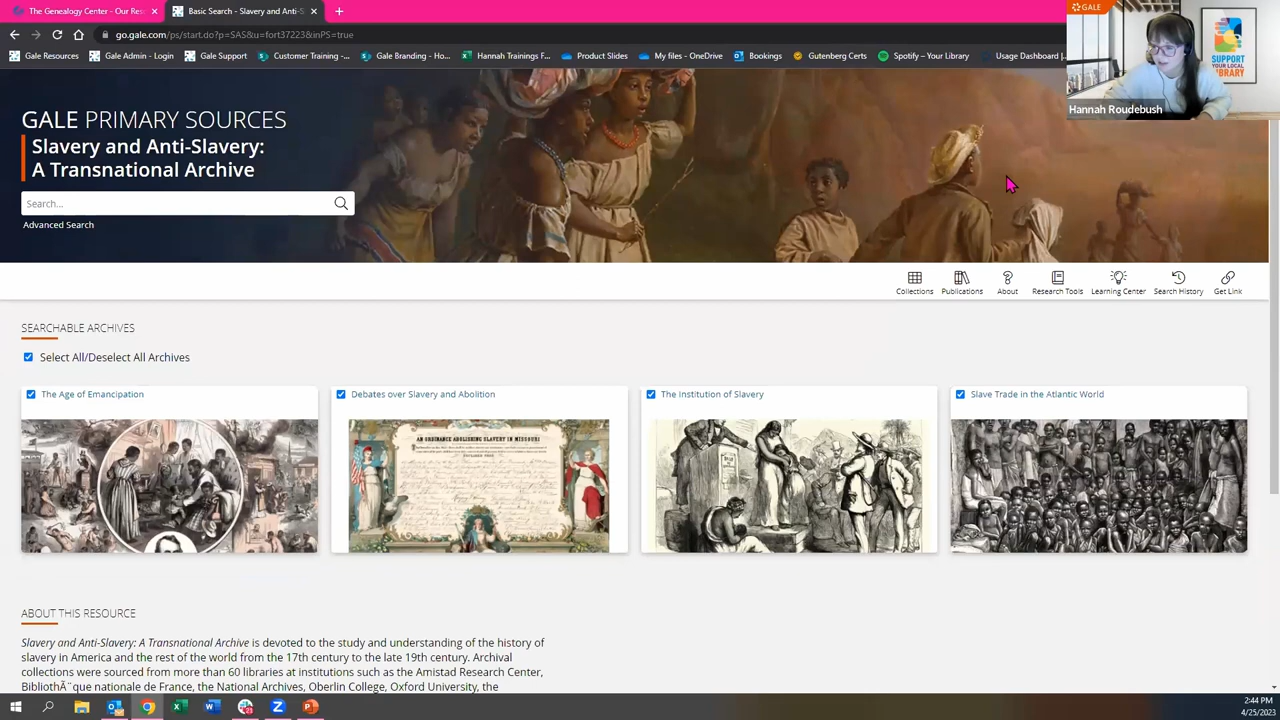 The Genealogy Center - Our Res
Basic Search - Slavery and Anti-S
go.gale.com/ps/start.do?p=SAS&u=fort37223&inPS=true
Gale Resources
Gale Admin - Login
Gale Support
Customer Training -...
Gale Branding - Ho...
Hannah Trainings F...
Product Slides
My files - OneDrive
Bookings
Gutenberg Certs
Spotify – Your Library
Usage Dashboard
GALE
SUPPORT
YOUR LOCAL
LIBRARY
Hannah Roudebush
GALE PRIMARY SOURCES
Slavery and Anti-Slavery:
A Transnational Archive
Search...
Advanced Search
Collections
Publications
About
Research Tools
Learning Center
Search History
Get Link
SEARCHABLE ARCHIVES
Select All/Deselect All Archives
The Age of Emancipation
Debates over Slavery and Abolition
The Institution of Slavery
Slave Trade in the Atlantic World
AN ORDINANCE ABOLISHING SLAVERY IN MISSOURI
ABOUT THIS RESOURCE
Slavery and Anti-Slavery: A Transnational Archive is devoted to the study and understanding of the history of
slavery in America and the rest of the world from the 17th century to the late 19th century. Archival
collections were sourced from more than 60 libraries at institutions such as the Amistad Research Center,
BibliothÃ¨que nationale de France, the National Archives, Oberlin College, Oxford University, the
2:44 PM
4/25/2023